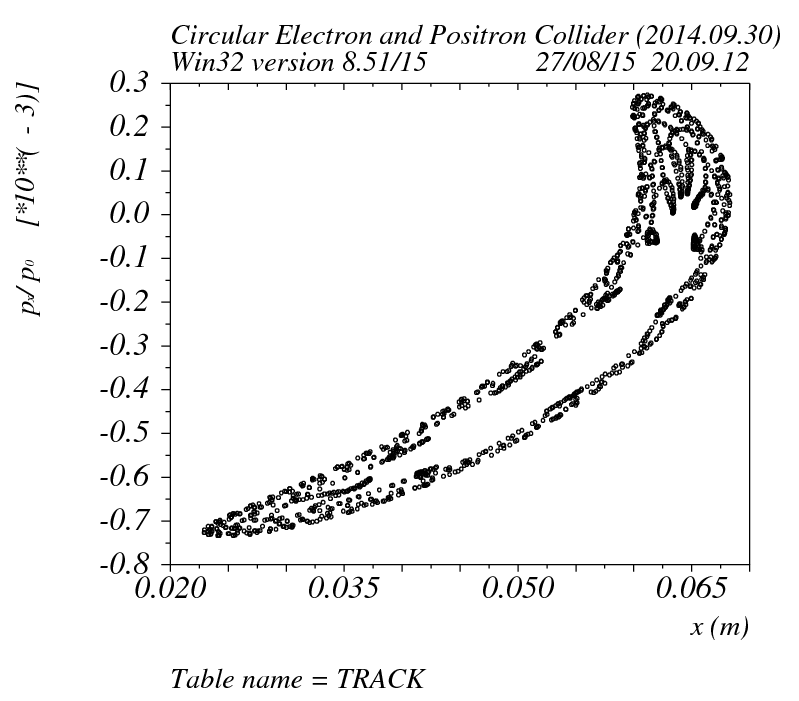 Circular Electron and Positron Collider (2014.09.30)
Win32 version 8.51/15 27/08/15 20.09.12
px/ p0 [*10**( - 3)]
0.3
0.2
0.1
0.0
-0.1
-0.2
-0.3
-0.4
-0.5
-0.6
-0.7
-0.8
0.020 0.035 0.050 0.065
x (m)
Table name = TRACK